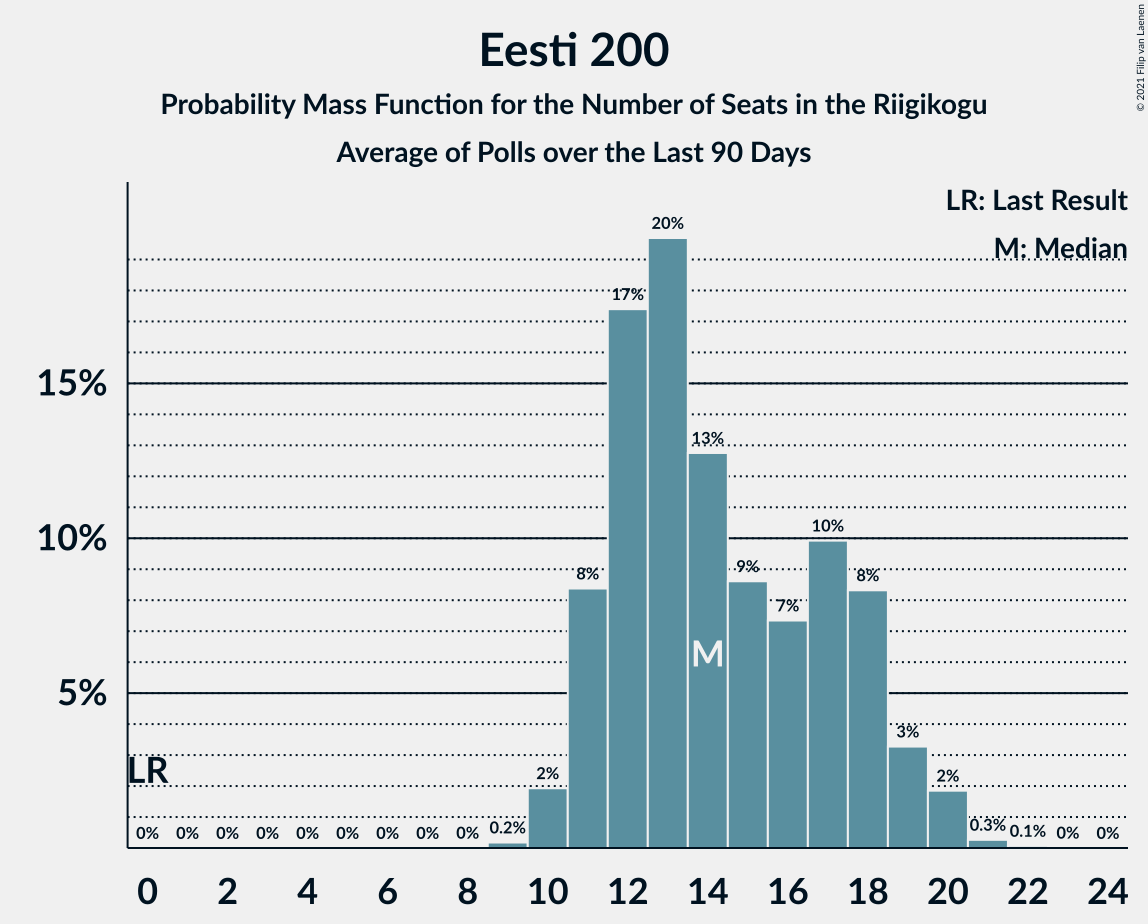 Eesti 200
Probability Mass Function for the Number of Seats in the Riigikogu
Average of Polls over the Last 90 Days
© 2021 Filip van Laenen
LR: Last Result
M: Median
20%
17%
15%
13%
10%
10%
9%
8%
8%
7%
M
5%
3%
LR
2%
2%
0% 0% 0% 0% 0% 0% 0% 0% 0% 0.2% 0.3% 0.1% 0% 0%
0 2 4 6 8 10 12 14 16 18 20 22 24